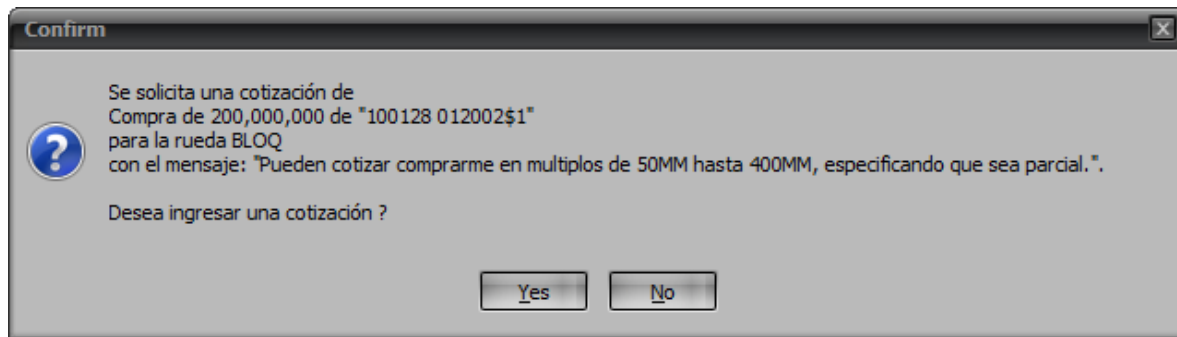 Confirm
Se solicita una cotización de
Compra de 200,000,000 de "100128 012002$1"
para la rueda BLOQ
con el mensaje: "Pueden cotizar comprarme en multiplos de 50MM hasta 400MM, especificando que sea parcial.".
Desea ingresar una cotización ?
Yes No